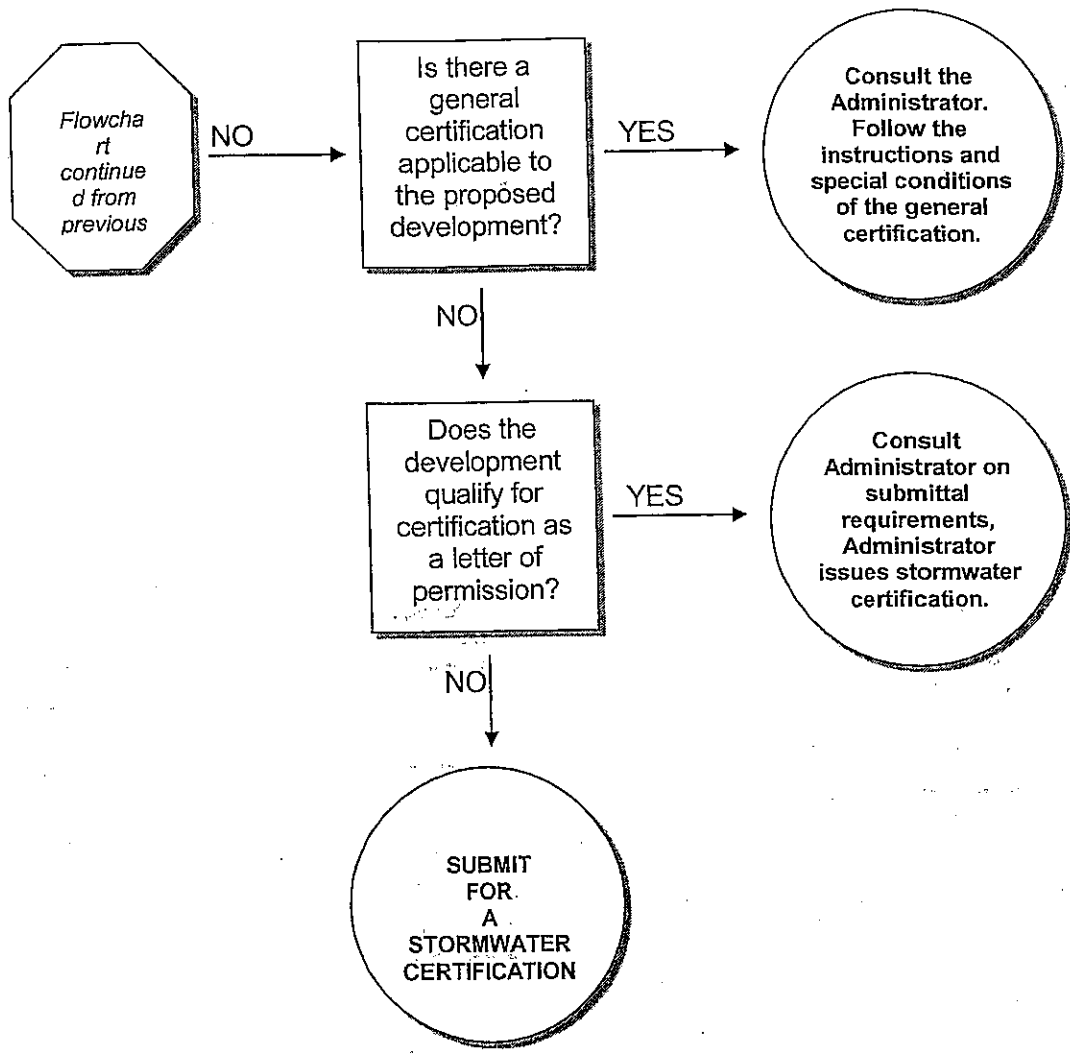 Flowcha
rt
continue
d from
previous
NO
Is there a
general
certification
applicable to
the proposed
development?
YES
Consult the
Administrator.
Follow the
instructions and
special conditions
of the general
certification.
NO
Does the
development
qualify for
certification as
a letter of
permission?
YES
Consult
Administrator on
submittal
requirements,
Administrator
issues stormwater
certification.
NO
SUBMIT
FOR
A
STORMWATER
CERTIFICATION